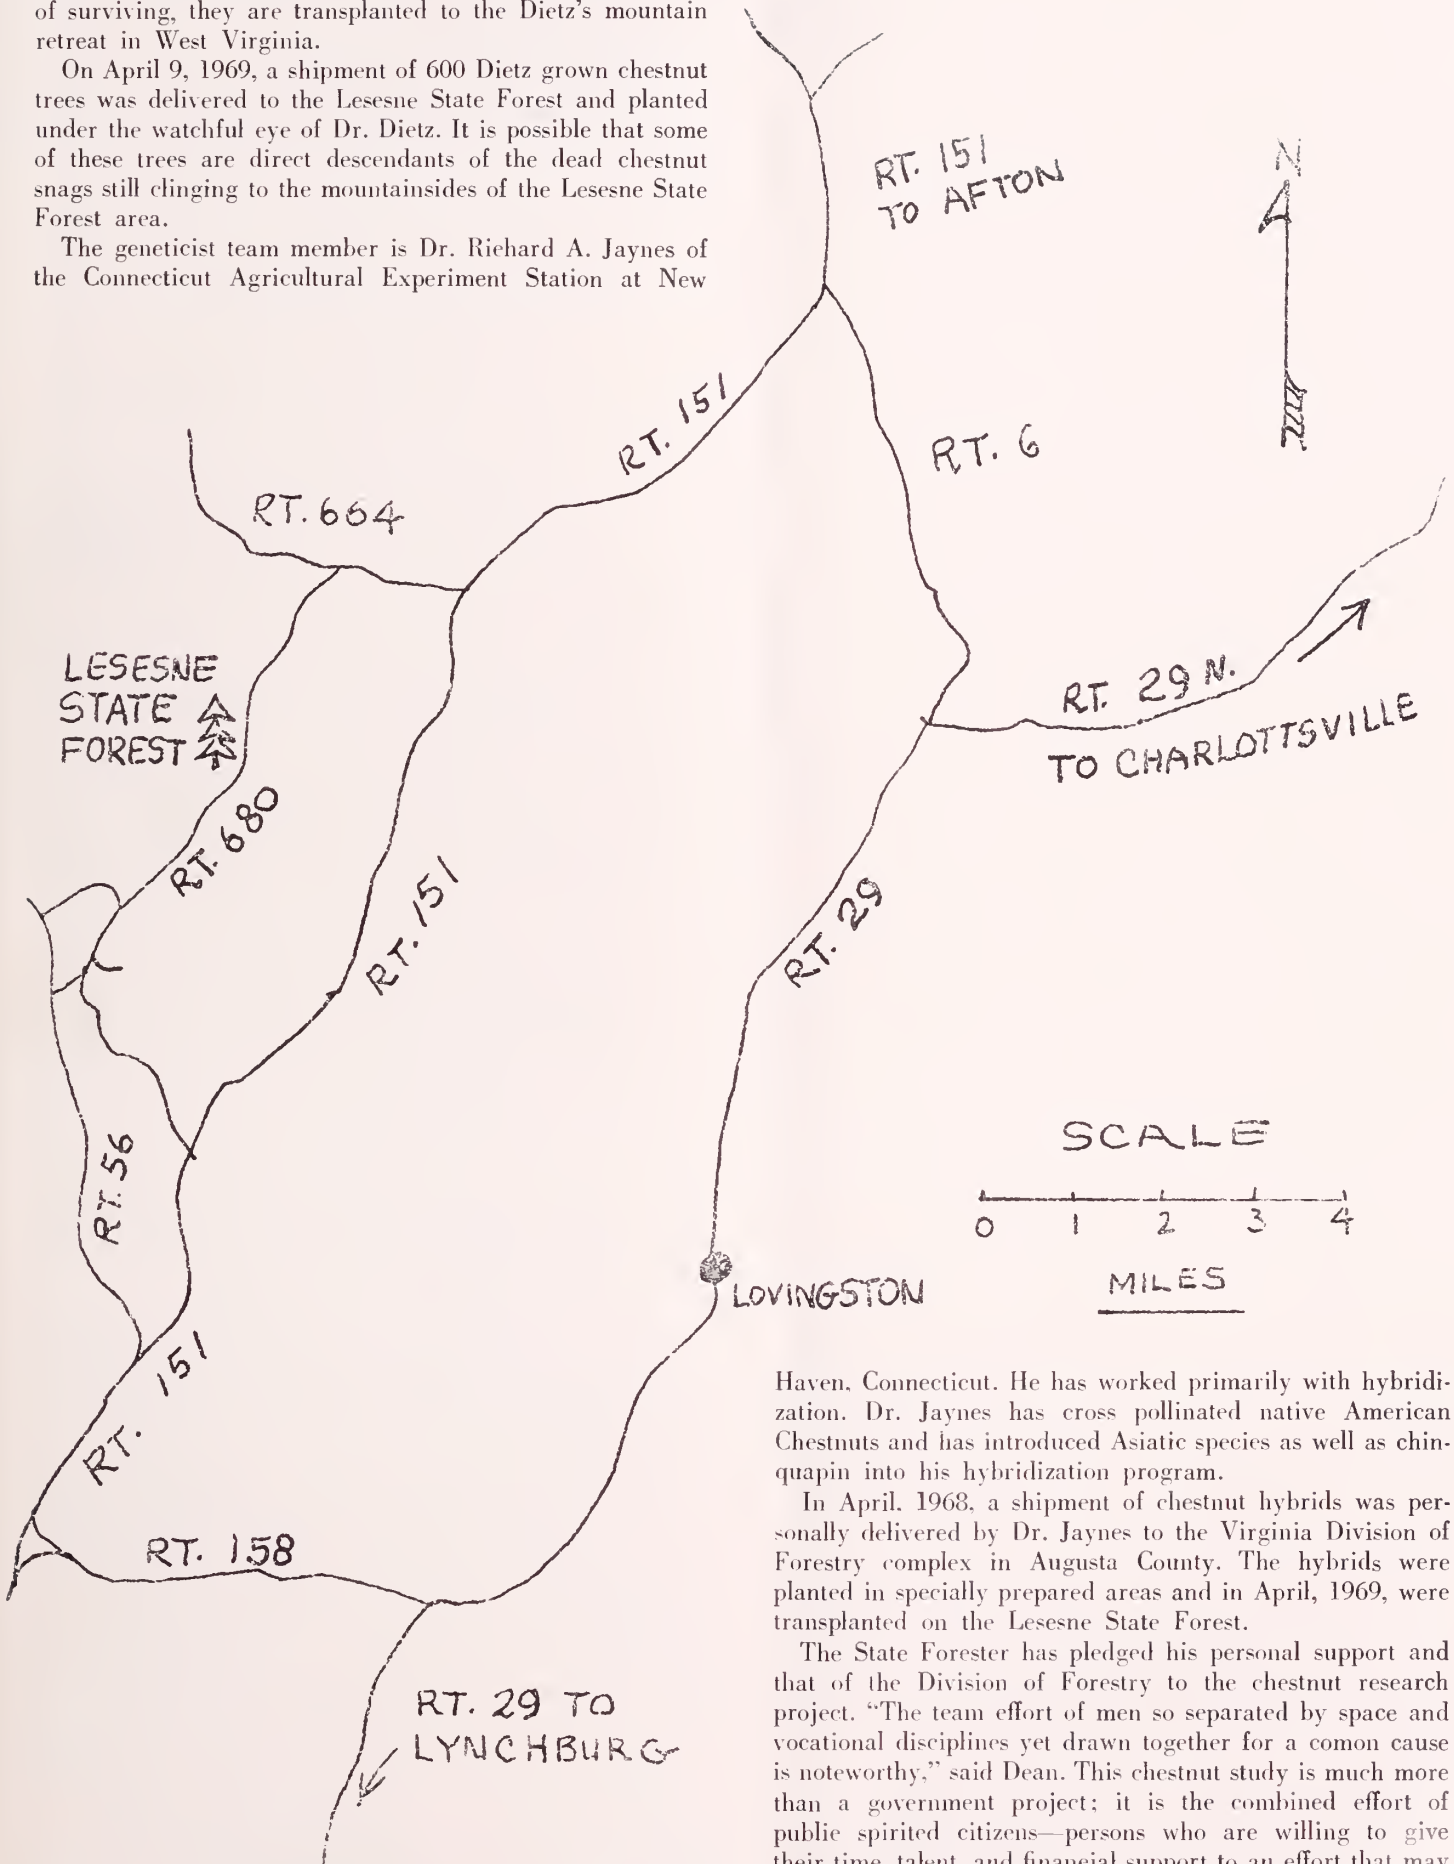 of surviving, they are transplanted to the Dietz's mountain
retreat in West Virginia.
On April 9, 1969, a shipment of 600 Dietz grown chestnut
trees was delivered to the Lesesne State Forest and planted
under the watchful eye of Dr. Dietz. It is possible that some
of these trees are direct descendants of the dead chestnut
snags still clinging to the mountainsides of the Lesesne State
Forest area.
The geneticist team member is Dr. Richard A. Jaynes of
the Connecticut Agricultural Experiment Station at New
RT. 151
TO AFTON
N
RT. 151
RT. 6
RT. 664
LESESNE
STATE
FOREST
RT. 29 N.
TO CHARLOTTSVILLE
RT. 680
RT. 151
RT. 29
RT. 56
SCALE
0 1 2 3 4
MILES
LOVINGSTON
RT. 151
RT. 158
RT. 29 TO
LYNCHBURG
Haven, Connecticut. He has worked primarily with hybridi-
zation. Dr. Jaynes has cross pollinated native American
Chestnuts and has introduced Asiatic species as well as chin-
quapin into his hybridization program.
In April, 1968, a shipment of chestnut hybrids was per-
sonally delivered by Dr. Jaynes to the Virginia Division of
Forestry complex in Augusta County. The hybrids were
planted in specially prepared areas and in April, 1969, were
transplanted on the Lesesne State Forest.
The State Forester has pledged his personal support and
that of the Division of Forestry to the chestnut research
project. "The team effort of men so separated by space and
vocational disciplines yet drawn together for a comon cause
is noteworthy," said Dean. This chestnut study is much more
than a government project; it is the combined effort of
public spirited citizens—persons who are willing to give
their time, talent, and financial support to an effort that may